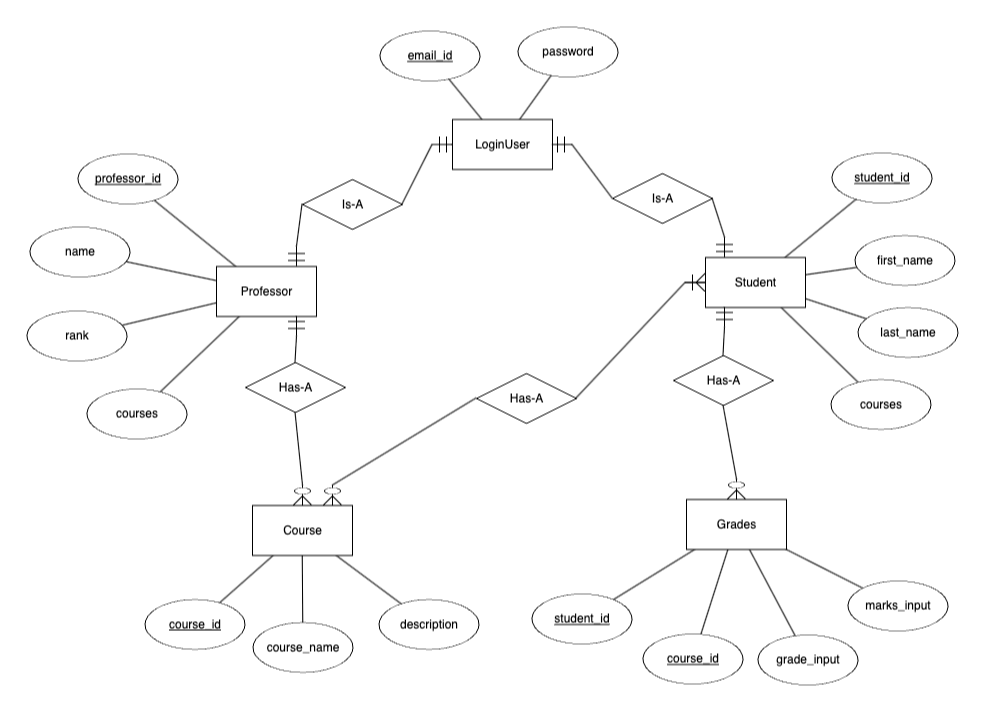 email_id
password
LoginUser
professor_id
Is-A
Is-A
student_id
name
first_name
Professor
Student
rank
last_name
Has-A
Has-A
Has-A
courses
courses
Course
Grades
course_id
description
course_name
student_id
marks_input
course_id
grade_input